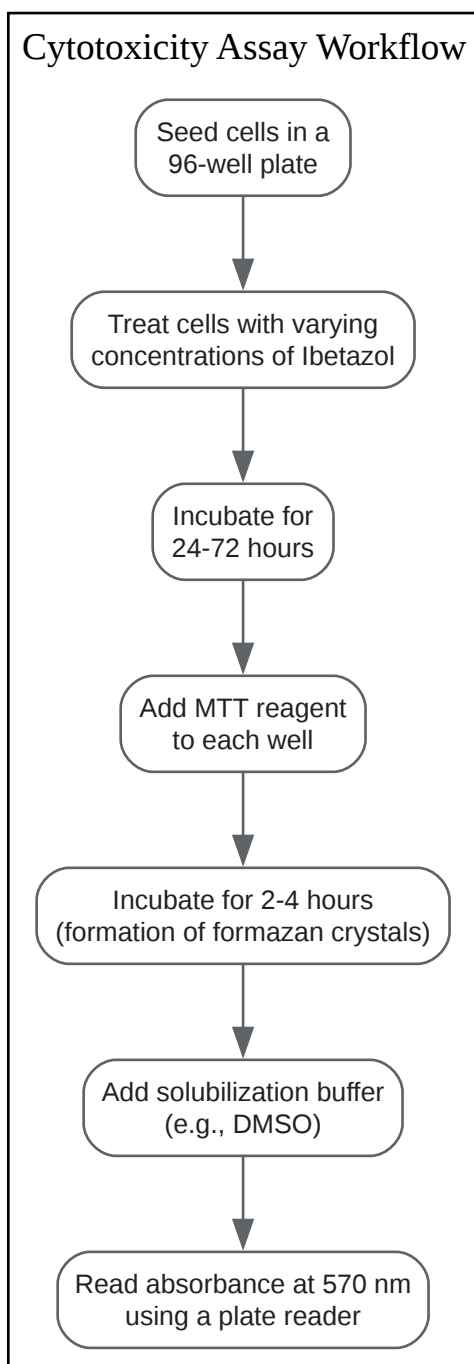 Cytotoxicity Assay Workflow
Seed cells in a
96-well plate
Treat cells with varying
concentrations of Ibetazol
Incubate for
24-72 hours
Add MTT reagent
to each well
Incubate for 2-4 hours
(formation of formazan crystals)
Add solubilization buffer
(e.g., DMSO)
Read absorbance at 570 nm
using a plate reader